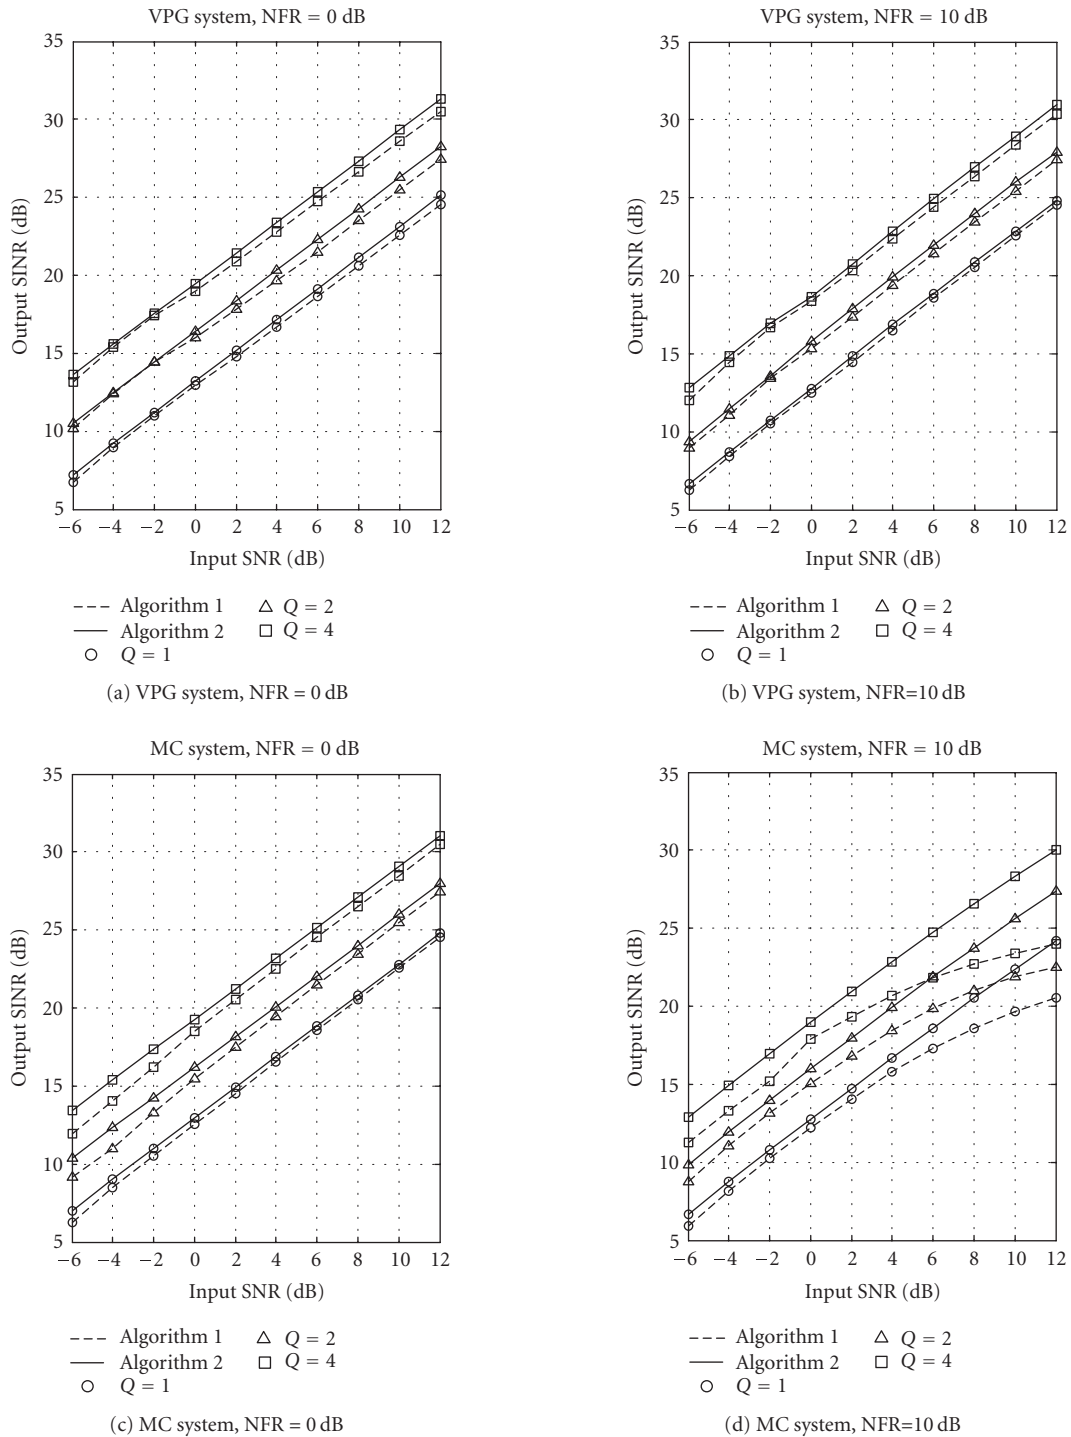 VPG system, NFR = 0 dB
35
30
25
20
15
10
5
Output SINR (dB)
−6 −4 −2 0 2 4 6 8 10 12
Input SNR (dB)
Algorithm 1
Algorithm 2
Q = 1
Q = 2
Q = 4
(a) VPG system, NFR = 0 dB
VPG system, NFR = 10 dB
35
30
25
20
15
10
5
Output SINR (dB)
−6 −4 −2 0 2 4 6 8 10 12
Input SNR (dB)
Algorithm 1
Algorithm 2
Q = 1
Q = 2
Q = 4
(b) VPG system, NFR=10 dB
MC system, NFR = 0 dB
35
30
25
20
15
10
5
Output SINR (dB)
−6 −4 −2 0 2 4 6 8 10 12
Input SNR (dB)
Algorithm 1
Algorithm 2
Q = 1
Q = 2
Q = 4
(c) MC system, NFR = 0 dB
MC system, NFR = 10 dB
35
30
25
20
15
10
5
Output SINR (dB)
−6 −4 −2 0 2 4 6 8 10 12
Input SNR (dB)
Algorithm 1
Algorithm 2
Q = 1
Q = 2
Q = 4
(d) MC system, NFR=10 dB